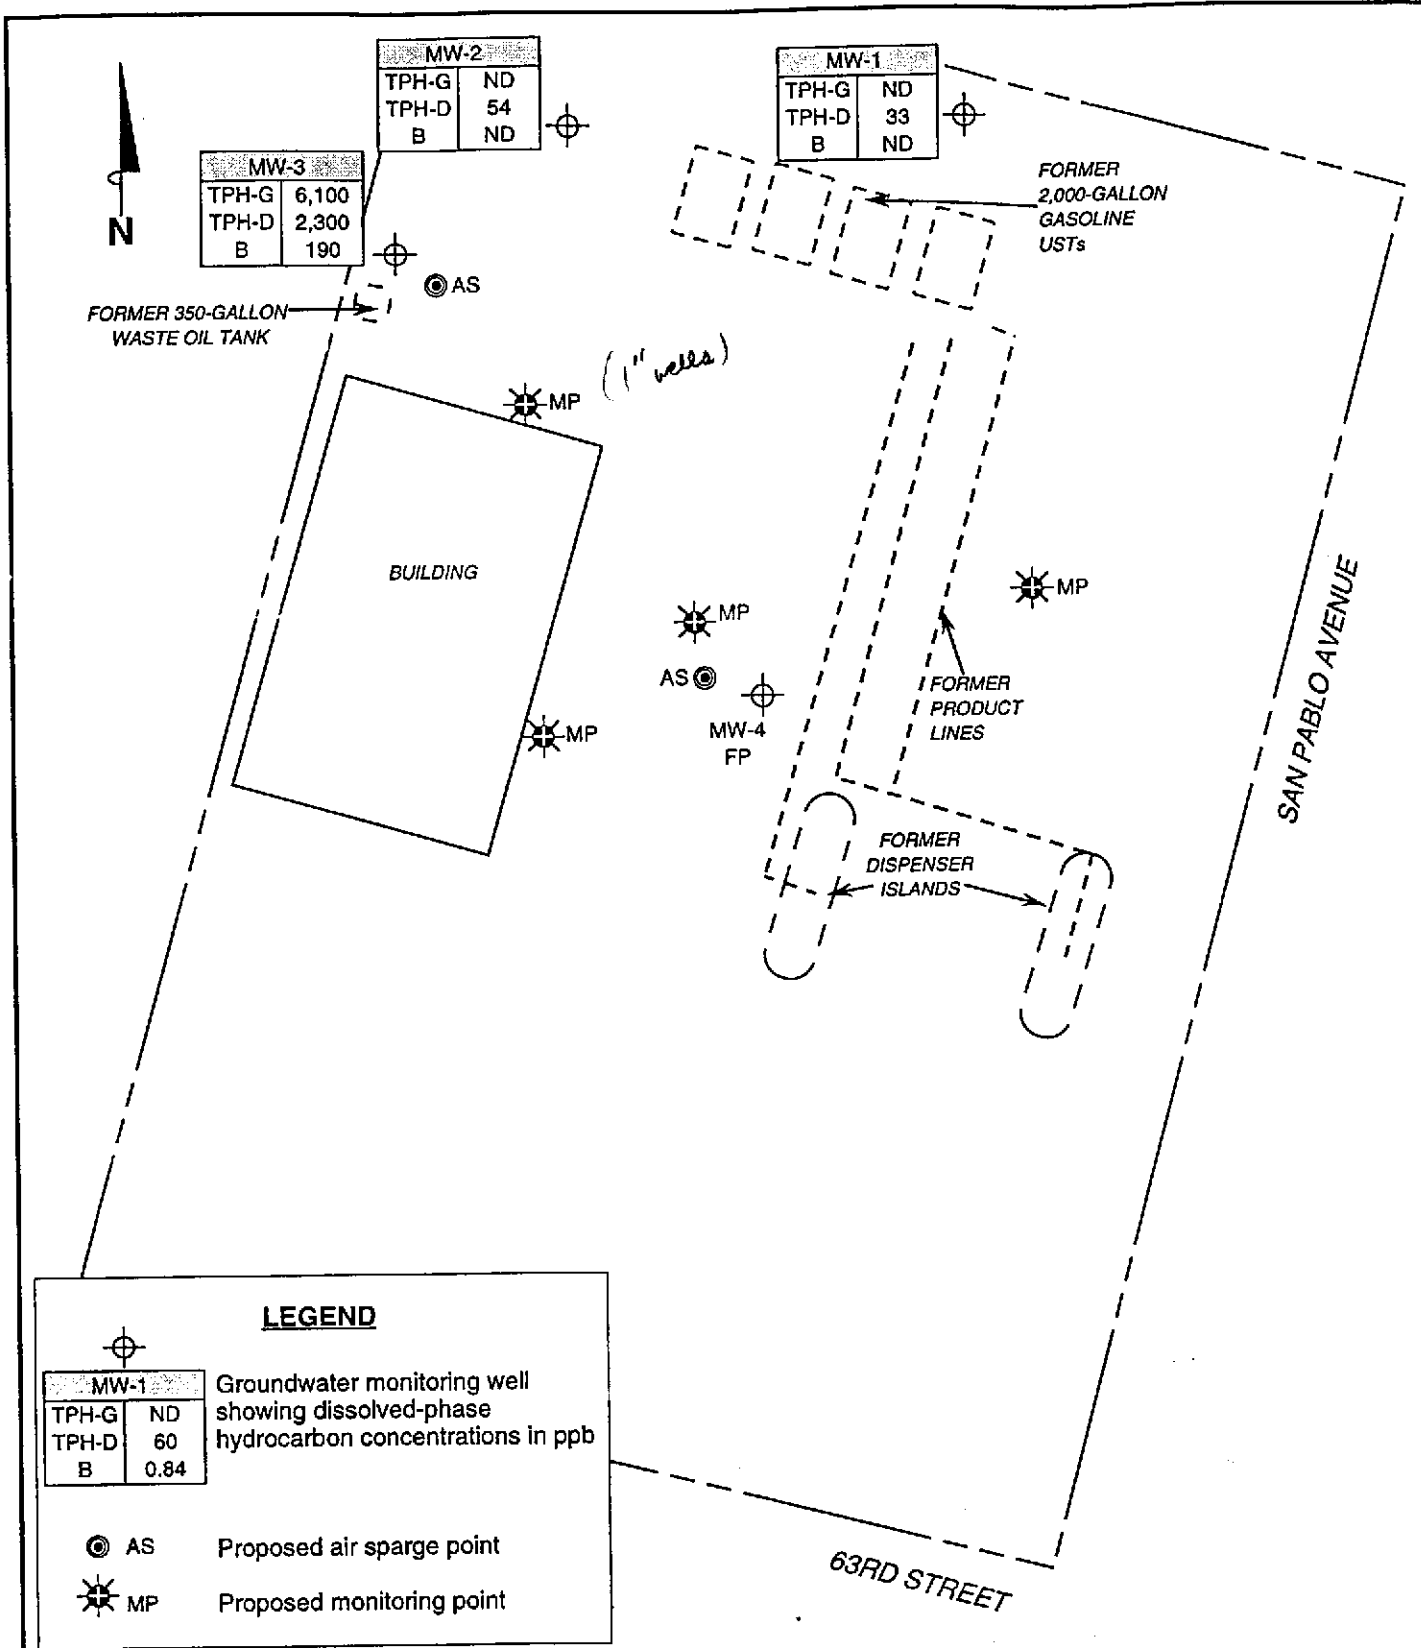 MW-2
TPH-G ND
TPH-D 54
B ND
MW-1
TPH-G ND
TPH-D 33
B ND
MW-3
TPH-G 6,100
TPH-D 2,300
B 190
N
AS
FORMER
2,000-GALLON
GASOLINE
USTs
FORMER 350-GALLON
WASTE OIL TANK
MP
(1" wells)
BUILDING
MP
MP
AS
MW-4
FP
MP
FORMER
PRODUCT
LINES
SAN PABLO AVENUE
FORMER
DISPENSER
ISLANDS
LEGEND
MW-1
TPH-G ND
TPH-D 60
B 0.84
Groundwater monitoring well
showing dissolved-phase
hydrocarbon concentrations in ppb
AS Proposed air sparge point
MP Proposed monitoring point
63RD STREET